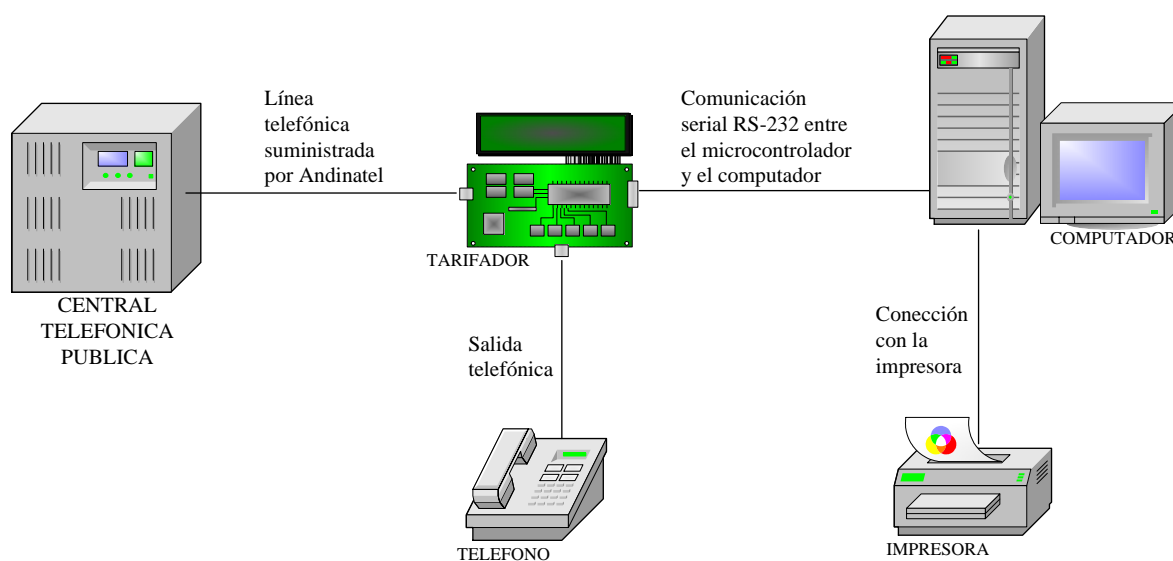 Línea
telefónica
suministrada
por Andinatel
Comunicación
serial RS-232 entre
el microcontrolador
y el computador
COMPUTADOR
TARIFADOR
CENTRAL
TELEFONICA
PUBLICA
Salida
telefónica
Conección
con la
impresora
TELEFONO
IMPRESORA